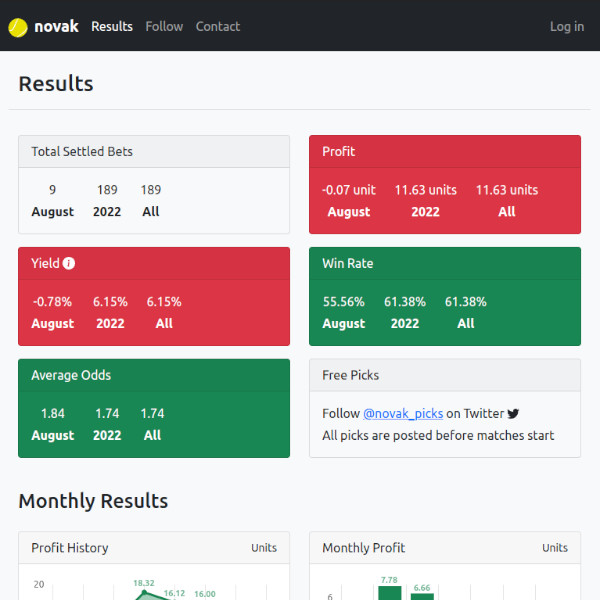 novak Results Follow Contact Log in
Results
Total Settled Bets
9 189 189
August 2022 All
Profit
-0.07 unit 11.63 units 11.63 units
August 2022 All
Yield
-0.78% 6.15% 6.15%
August 2022 All
Win Rate
55.56% 61.38% 61.38%
August 2022 All
Average Odds
1.84 1.74 1.74
August 2022 All
Free Picks
Follow @novak_picks on Twitter
All picks are posted before matches start
Monthly Results
Profit History Units
20 18.32 16.12 16.00
Monthly Profit Units
6 7.78 6.66